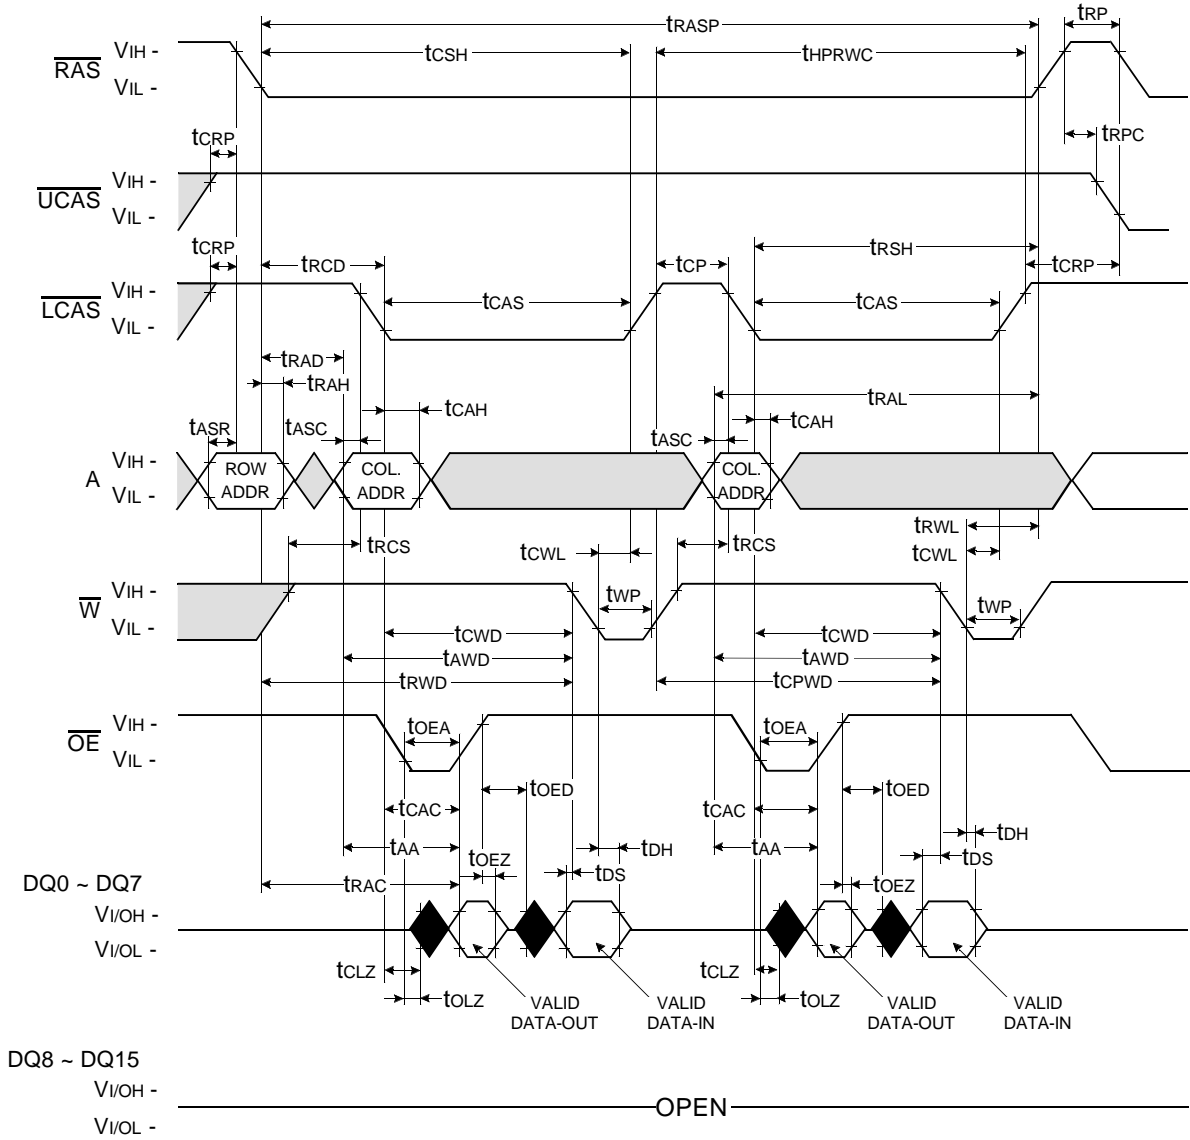 tRASP
tRP
VIH -
RAS
VIL -
tCSH
tHPRWC
tCRP
tRPC
VIH -
UCAS
VIL -
tCRP
tRCD
tCP
tRSH
tCRP
VIH -
LCAS
VIL -
tCAS
tCAS
tRAD
tRAH
tCAH
tRAL
tCAH
tASR
tASC
tASC
VIH -
A
VIL -
ROW
ADDR
COL.
ADDR
COL.
ADDR
tRWL
tRCS
tCWL
tRCS
tCWL
VIH -
W
VIL -
tWP
tWP
tCWD
tCWD
tAWD
tAWD
tRWD
tCPWD
VIH -
OE
VIL -
tOEA
tOEA
tOED
tOED
tCAC
tCAC
tDH
tAA
tOEZ
tDH
tAA
tDS
tDS
tOEZ
tRAC
DQ0 ~ DQ7
VI/OH -
VI/OL -
tCLZ
tCLZ
tOLZ
tOLZ
VALID
DATA-OUT
VALID
DATA-IN
VALID
DATA-OUT
VALID
DATA-IN
DQ8 ~ DQ15
VI/OH -
OPEN
VI/OL -